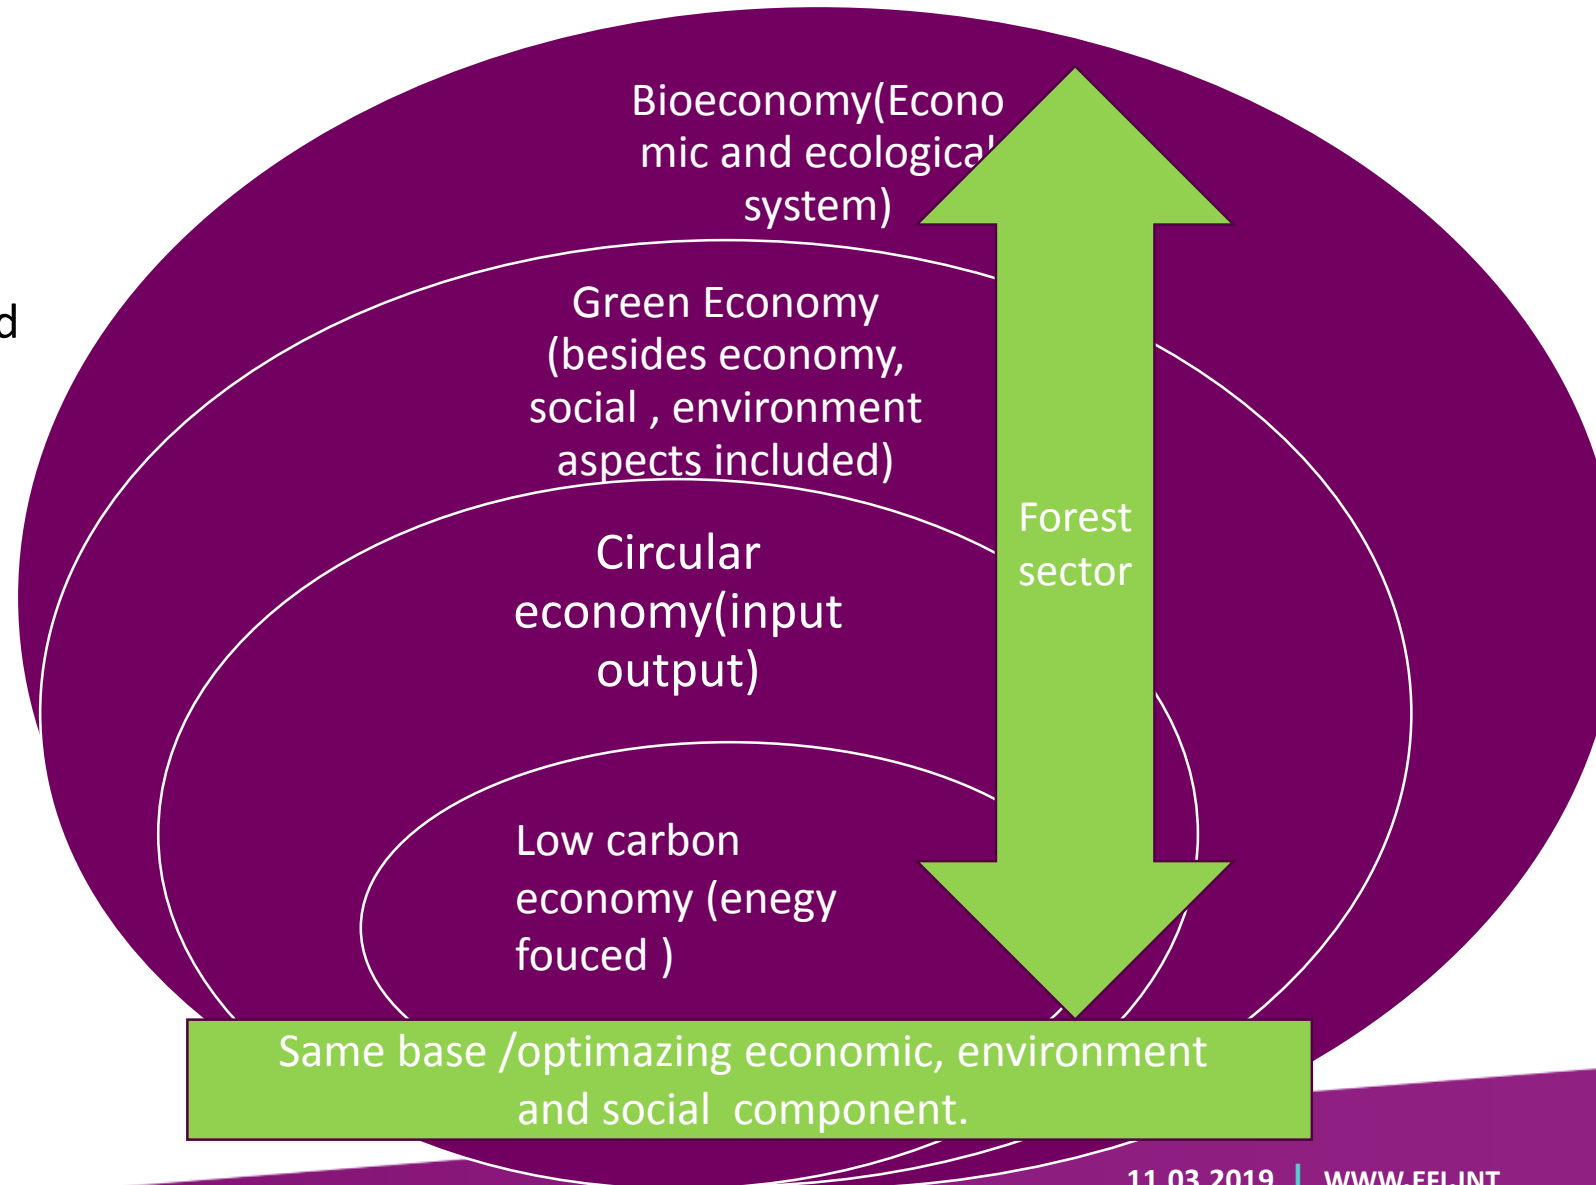 Bioeconomy(Econo
mic and ecological
system)
d
Green Economy
(besides economy,
social , environment
aspects included)
Forest
sector
Circular
economy(input
output)
Low carbon
economy (enegy
fouced )
Same base /optimazing economic, environment
and social  component.
11.03.2019 | WWW.EFI.INT